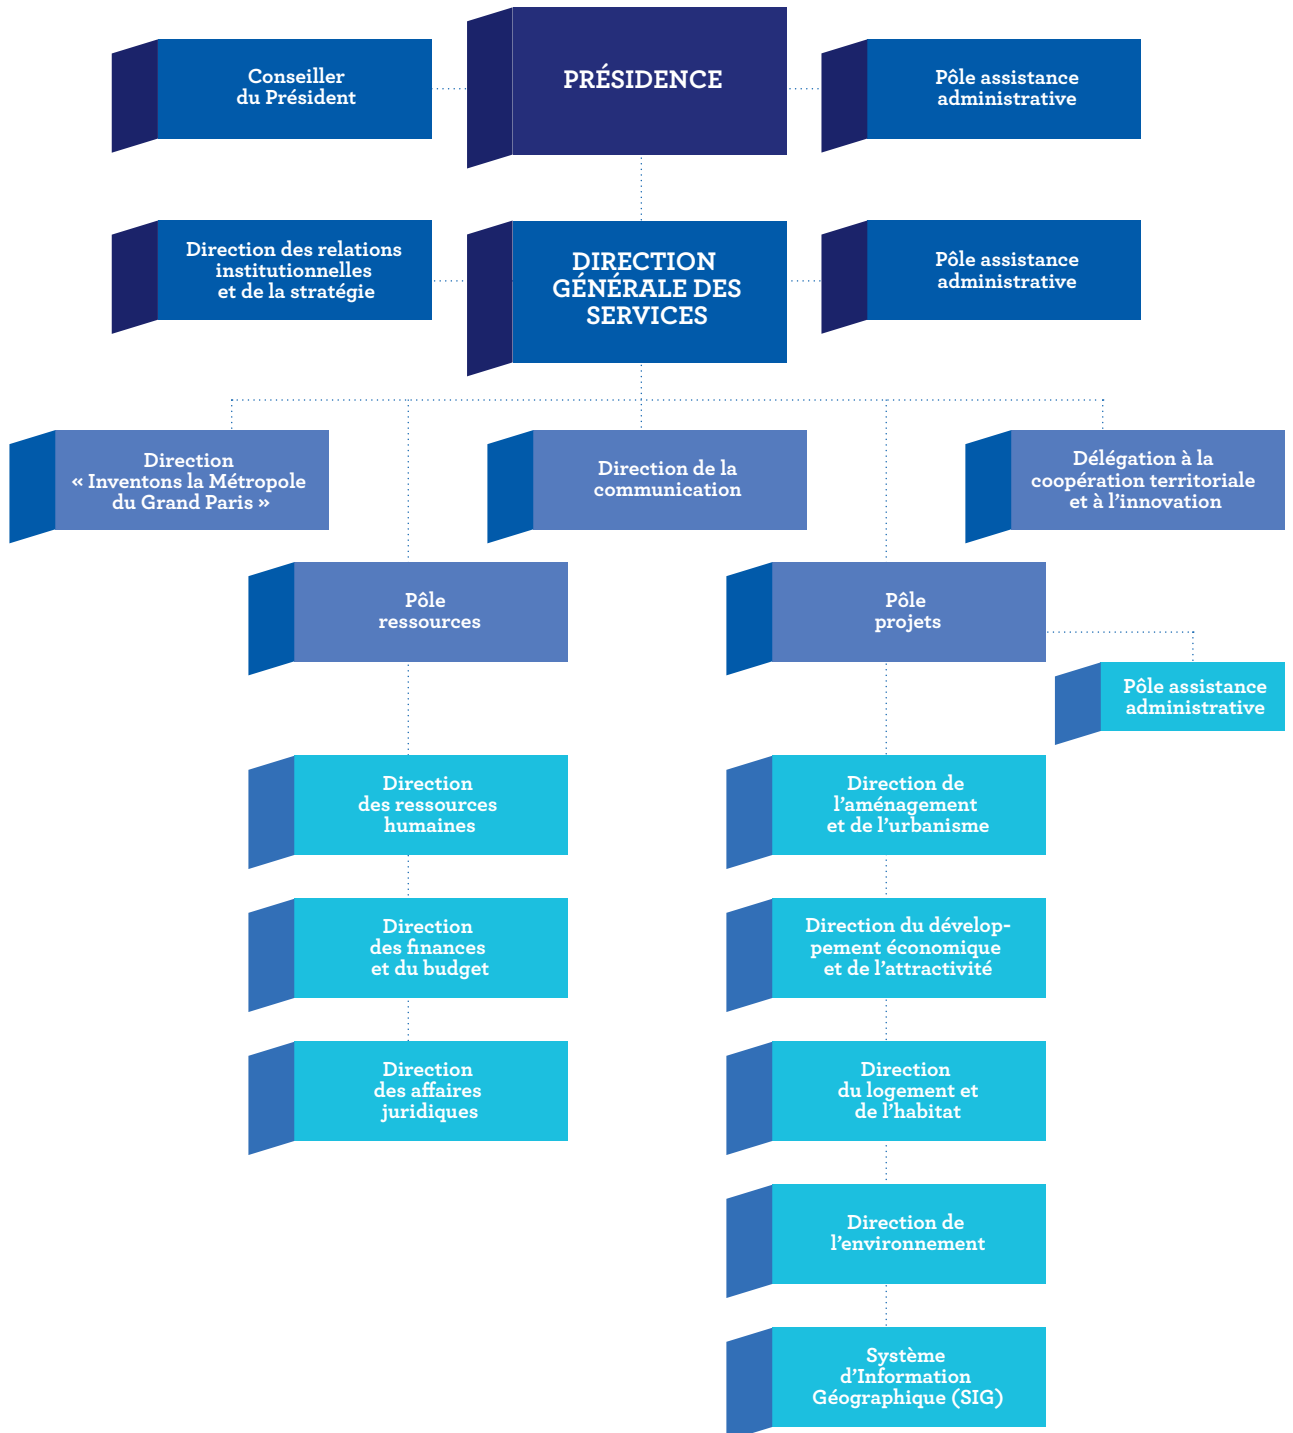 Conseiller
du Président
PRÉSIDENCE
Pôle assistance
administrative
Direction des relations
institutionnelles
et de la stratégie
DIRECTION
GÉNÉRALE DES
SERVICES
Pôle assistance
administrative
Direction
« Inventons la Métropole
du Grand Paris »
Direction de la
communication
Délégation à la
coopération territoriale
et à l’innovation
Pôle
ressources
Pôle
projets
Pôle assistance
administrative
Direction
des ressources
humaines
Direction de
l’aménagement
et de l’urbanisme
Direction
des finances
et du budget
Direction du dévelop-
pement économique
et de l’attractivité
Direction
des affaires
juridiques
Direction
du logement et
de l’habitat
Direction de
l’environnement
Système
d’Information
Géographique (SIG)